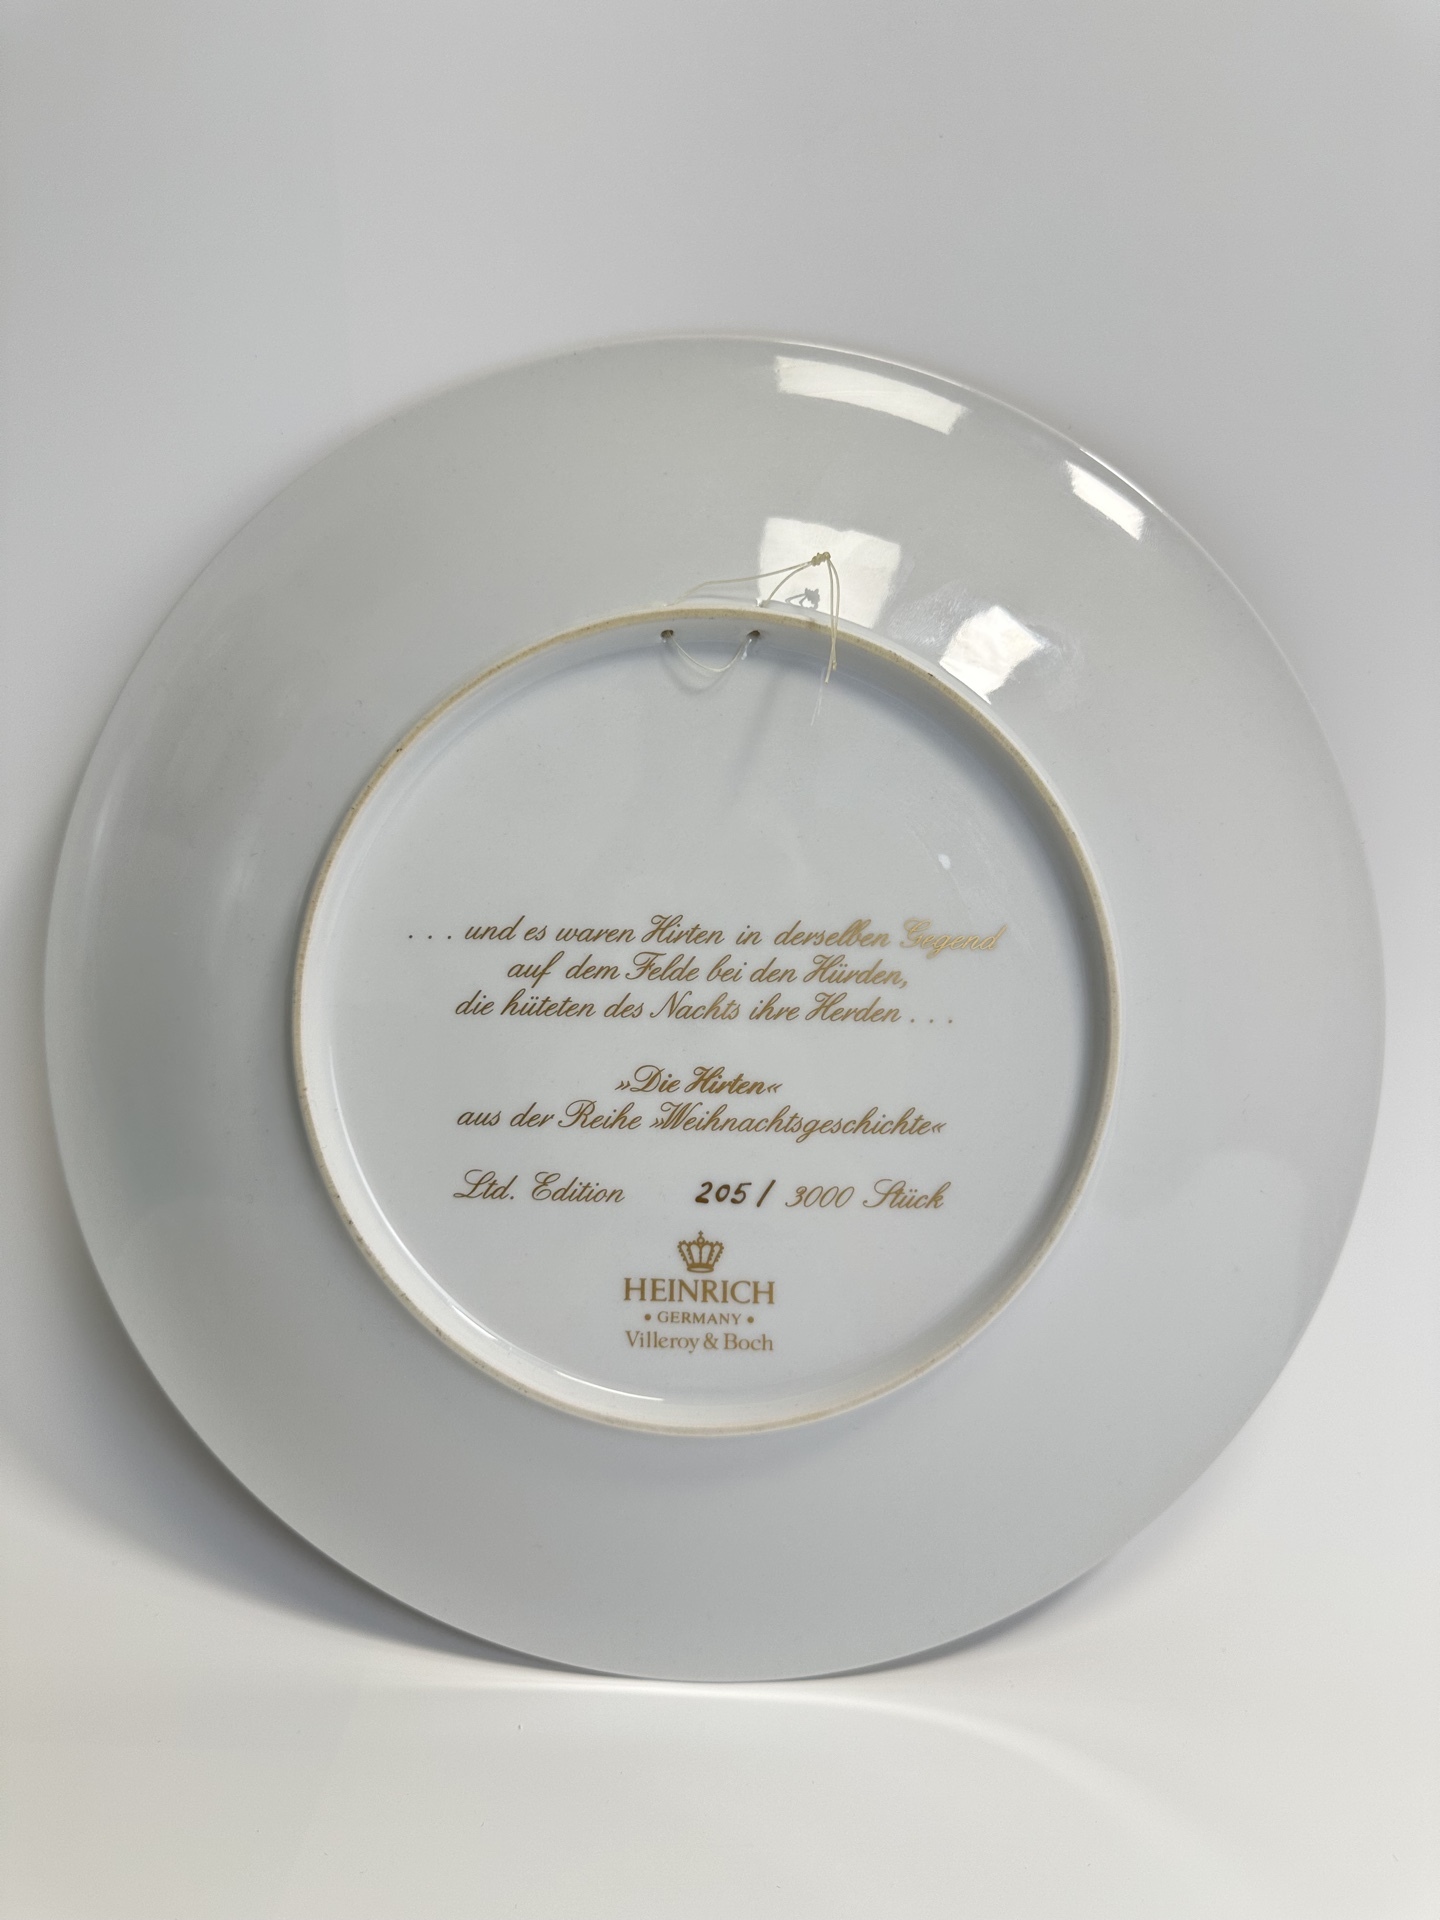 . . . und es waren Hirten in derselben Gegend
auf dem Felde bei den Hürden,
die hüteten des Nachts ihre Herden . . .
»Die Hirten«
aus der Reihe »Weihnachtsgeschichte«
Ltd. Edition 205 / 3000 Stück
HEINRICH
• GERMANY •
Villeroy & Boch